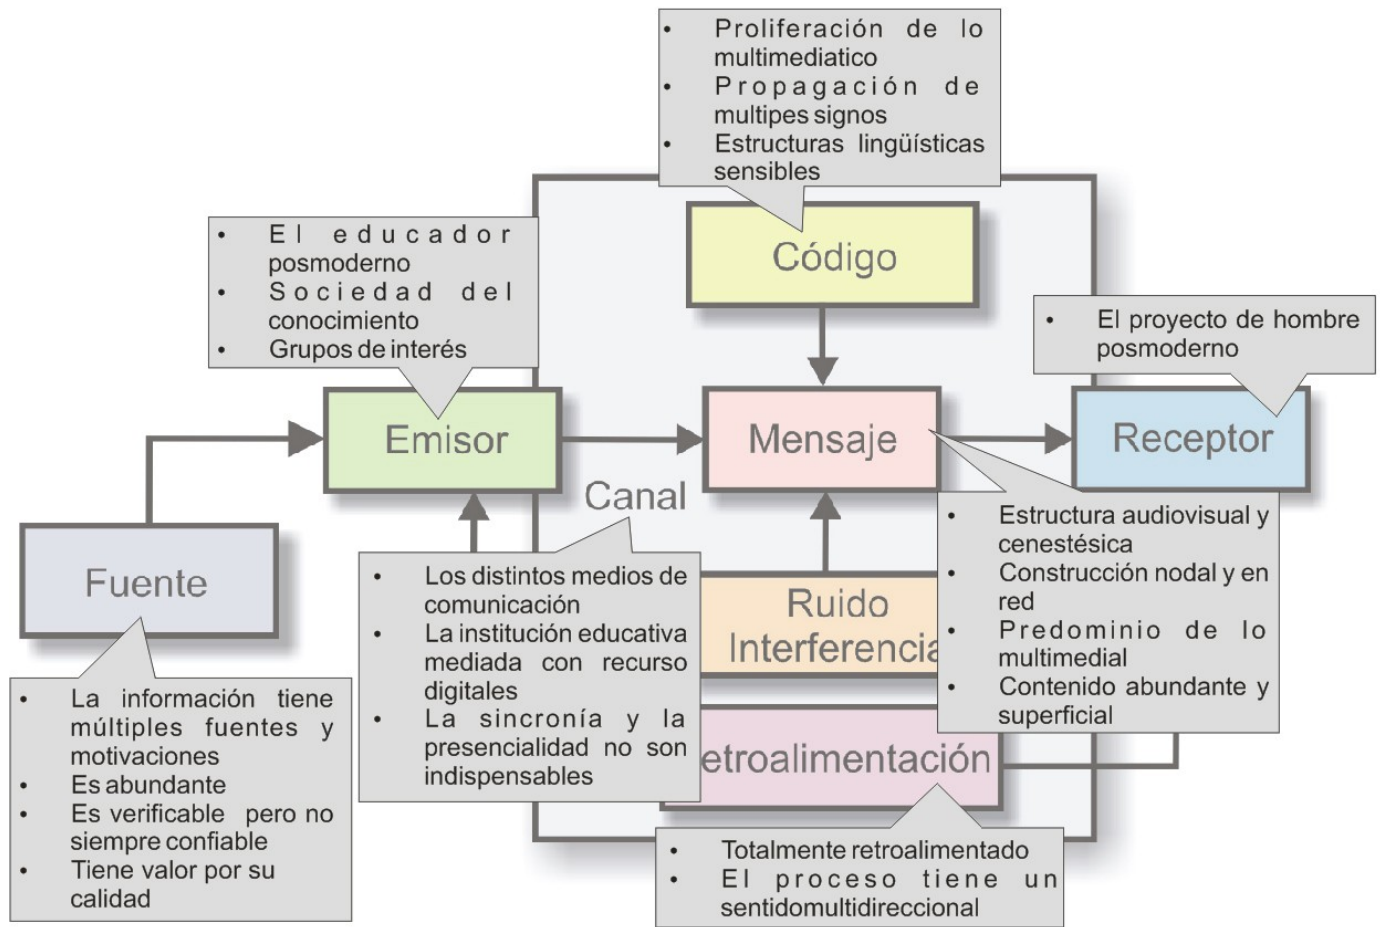 • Proliferación de lo
multimediatico
• Propagación de
multipes signos
• Estructuras lingüísticas
sensibles
Código
• El educador
posmoderno
• Sociedad del
conocimiento
• Grupos de interés
• El proyecto de hombre
posmoderno
Emisor
Mensaje
Receptor
Canal
Fuente
• Los distintos medios de
comunicación
• La institución educativa
mediada con recurso
digitales
• La sincronía y la
presencialidad no son
indispensables
Ruido
Interferencia
• Estructura audiovisual y
cenestésica
• Construcción nodal y en
red
• Predominio de lo
multimedial
• Contenido abundante y
superficial
• La información tiene
múltiples fuentes y
motivaciones
• Es abundante
• Es verificable pero no
siempre confiable
• Tiene valor por su
calidad
etroalimentación
• Totalmente retroalimentado
• El proceso tiene un
sentidomultidireccional